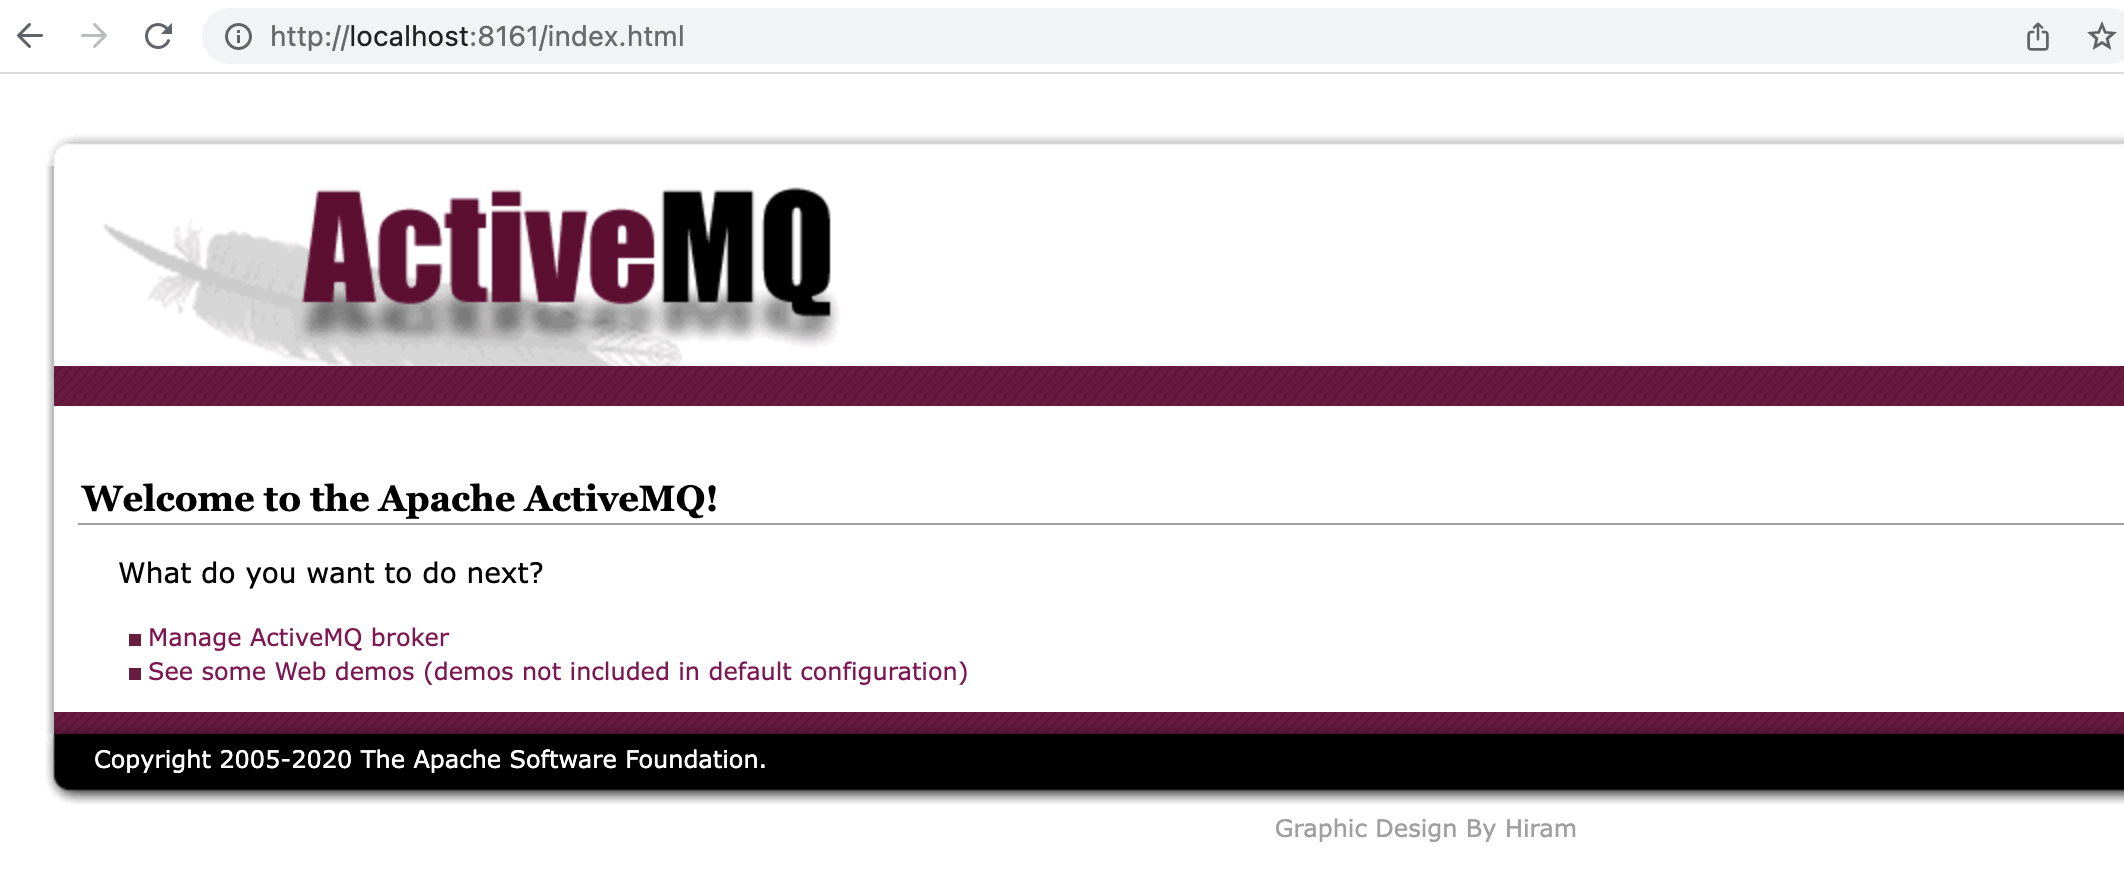 http://localhost:8161/index.html
ActiveMQ
Welcome to the Apache ActiveMQ!
What do you want to do next?
Manage ActiveMQ broker
See some Web demos (demos not included in default configuration)
Copyright 2005-2020 The Apache Software Foundation.
Graphic Design By Hiram